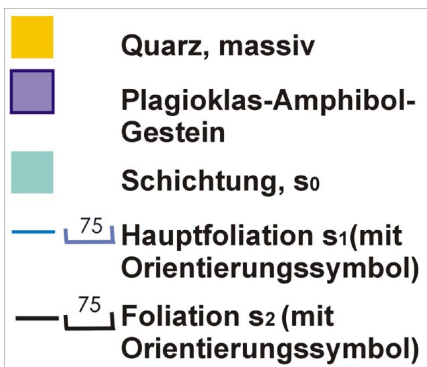 Quarz, massiv
Plagioklas-Amphibol-
Gestein
Schichtung, s0
75 Hauptfoliation s1(mit
Orientierungssymbol)
75 Foliation s2 (mit
Orientierungssymbol)